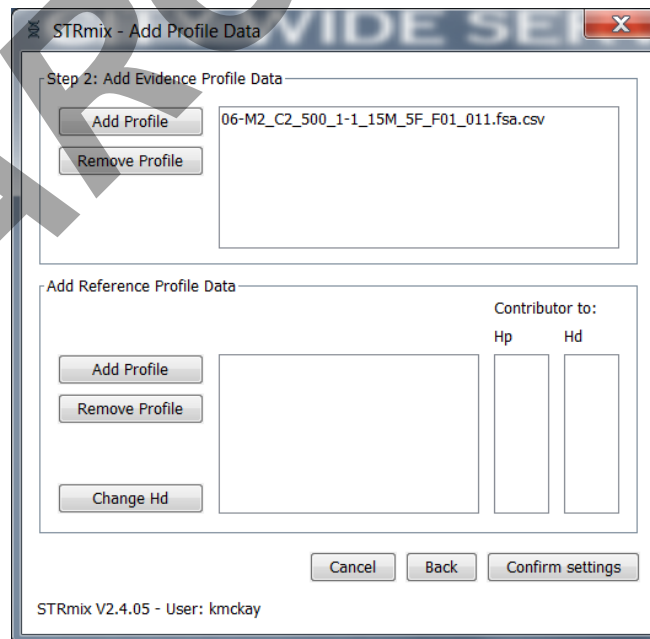 STRmix - Add Profile Data
WIDE SER
X
Step 2: Add Evidence Profile Data
Add Profile
06-M2_C2_500_1-1_15M_5F_F01_011.fsa.csv
Remove Profile
Add Reference Profile Data
Contributor to:
Hp Hd
Add Profile
Remove Profile
Change Hd
Cancel Back Confirm settings
STRmix V2.4.05 - User: kmckay